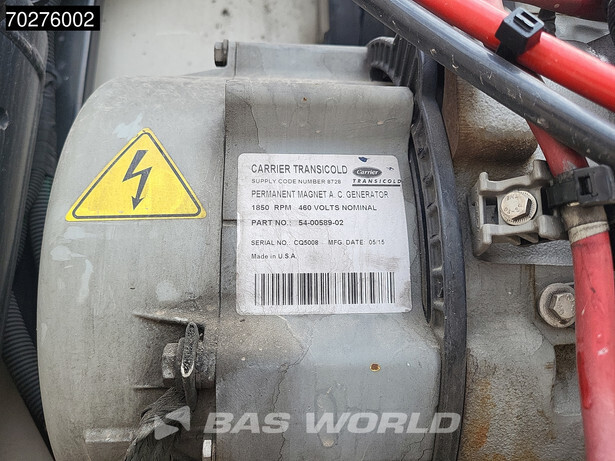 70276002
CARRIER TRANSICOLD
SUPPLY CODE NUMBER 8728
Carrier
TRANSICOLD
PERMANENT MAGNET A. C. GENERATOR
1850 RPM 460 VOLTS NOMINAL
PART NO.: 54-00589-02
SERIAL NO.: CQ5008 MFG. DATE 05/15
Made in U.S.A.
BAS WORLD